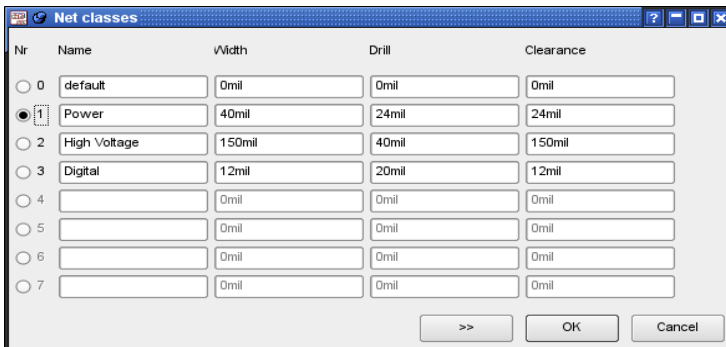 Net classes
Nr Name Width Drill Clearance
0 default 0mil 0mil 0mil
1 Power 40mil 24mil 24mil
2 High Voltage 150mil 40mil 150mil
3 Digital 12mil 20mil 12mil
4 0mil 0mil 0mil
5 0mil 0mil 0mil
6 0mil 0mil 0mil
7 0mil 0mil 0mil
>> OK Cancel